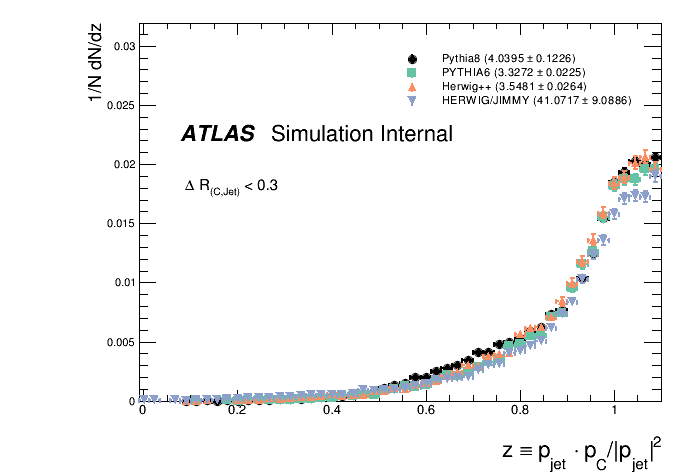 1/N dN/dz
0.03
0.025
0.02
0.015
0.01
0.005
0
Pythia8 (4.0395 ± 0.1226)
PYTHIA6 (3.3272 ± 0.0225)
Herwig++ (3.5481 ± 0.0264)
HERWIG/JIMMY (41.0717 ± 9.0886)
ATLAS Simulation Internal
Δ R(C,Jet) < 0.3
0 0.2 0.4 0.6 0.8 1
z ≡ pjet · pC/|pjet|²